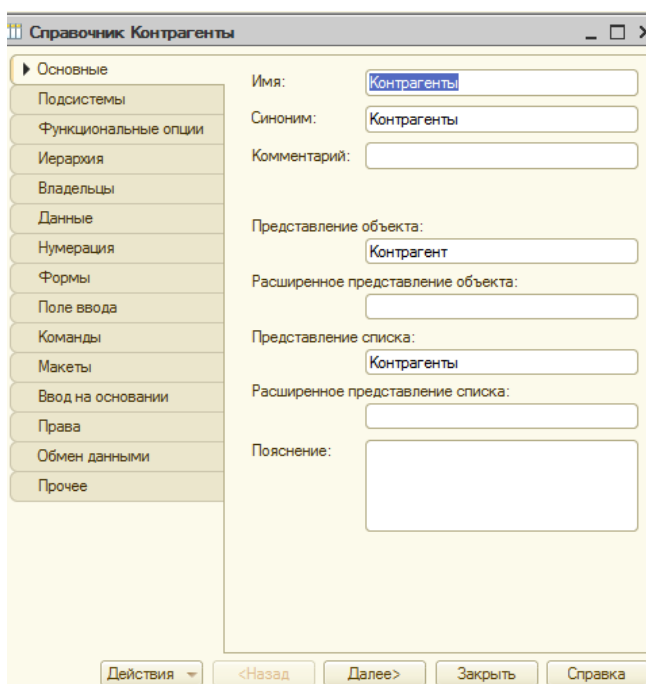 Справочник Контрагенты
Основные
Подсистемы
Функциональные опции
Иерархия
Владельцы
Данные
Нумерация
Формы
Поле ввода
Команды
Макеты
Ввод на основании
Права
Обмен данными
Прочее
Имя: Контрагенты
Синоним: Контрагенты
Комментарий:
Представление объекта:
Контрагент
Расширенное представление объекта:
Представление списка:
Контрагенты
Расширенное представление списка:
Пояснение:
Действия <Назад Далее> Закрыть Справка